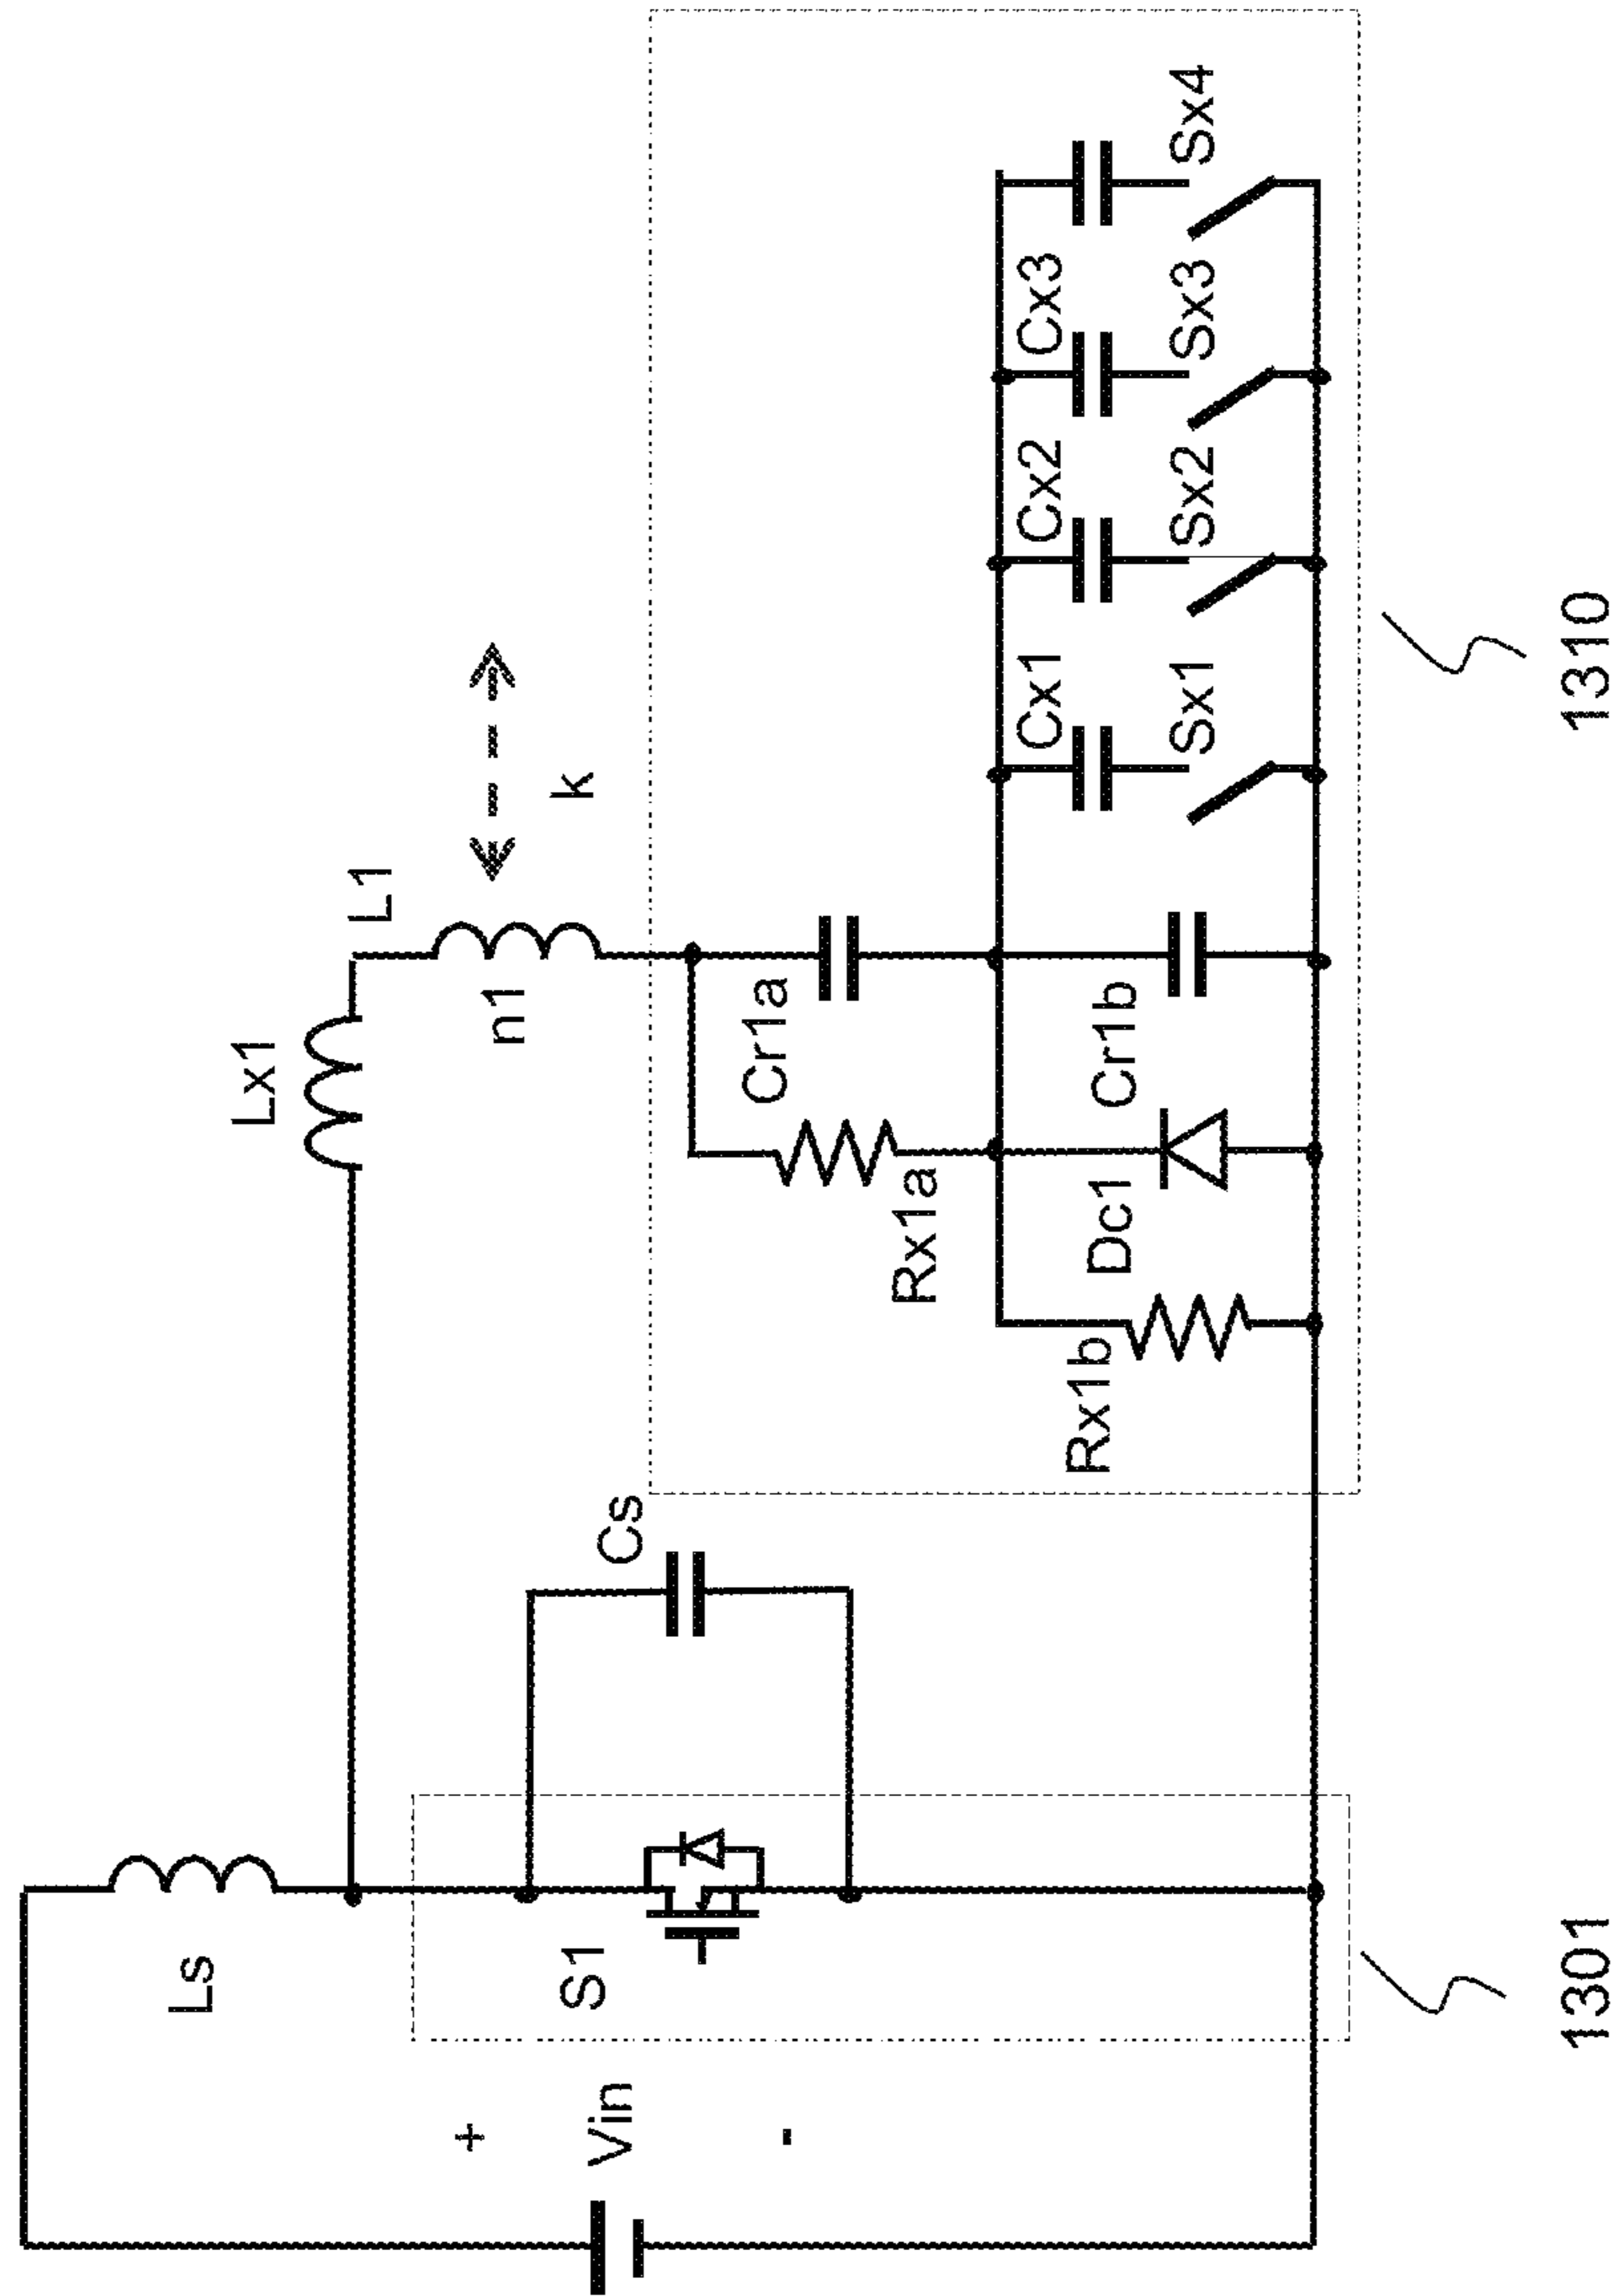 Ls
Lx1
L1
n1
k
+
Vin
-
S1
Cs
Cr1a
Rx1a
Rx1b
Dc1
Cr1b
Cx1
Cx2
Cx3
Sx1
Sx2
Sx3
Sx4
1301
1310